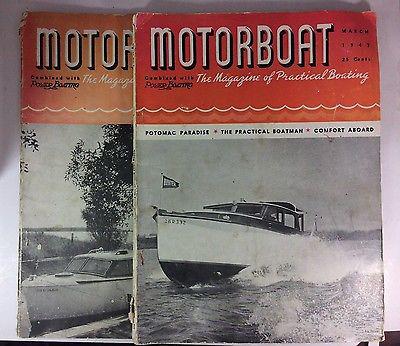 MOTORB
Combined with The Magazi
POWER BOATING
MOTORBOAT
MARCH
25 Cents
Combined with The Magazine of Practical Boating
POWER BOATING
POTOMAC PARADISE ★ THE PRACTICAL BOATMAN ★ COMFORT ABOARD